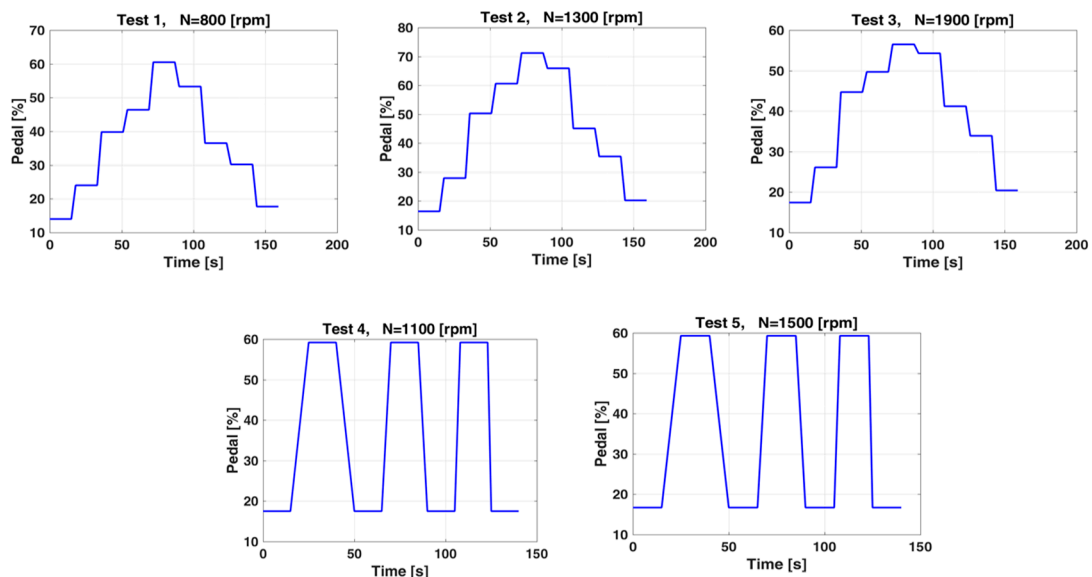 Test 1, N=800 [rpm]
70
60
50
40
30
20
10
Pedal [%]
0 50 100 150 200
Time [s]
Test 2, N=1300 [rpm]
80
70
60
50
40
30
20
10
Pedal [%]
0 50 100 150 200
Time [s]
Test 3, N=1900 [rpm]
60
50
40
30
20
10
Pedal [%]
0 50 100 150 200
Time [s]
Test 4, N=1100 [rpm]
60
50
40
30
20
10
Pedal [%]
0 50 100 150
Time [s]
Test 5, N=1500 [rpm]
60
50
40
30
20
10
Pedal [%]
0 50 100 150
Time [s]